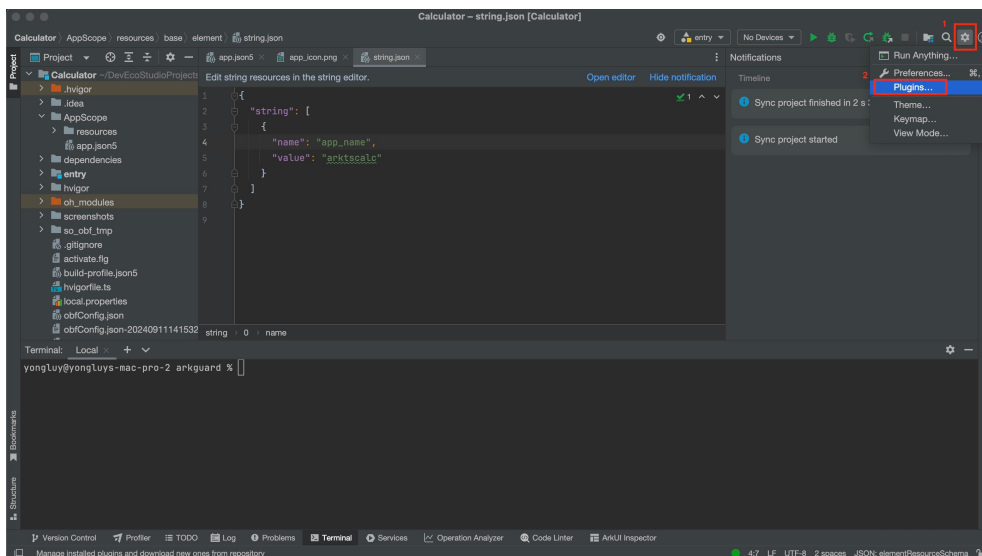 Calculator – string.json [Calculator]
1
Calculator AppScope resources base element string.json
entry
No Devices
Project
app.json5
app_icon.png
string.json
Notifications
Run Anything...
2
Preferences... ⌘,
Plugins...
Theme...
Keymap...
View Mode...
Project
Calculator ~/DevEcoStudioProjects
.hvigor
.idea
AppScope
resources
app.json5
dependencies
entry
hvigor
oh_modules
screenshots
so_obf_tmp
.gitignore
activate.flg
build-profile.json5
hvigorfile.ts
local.properties
obfConfig.json
obfConfig.json-20240911141532
Edit string resources in the string editor.
Open editor
Hide notification
1
1 {
2 "string": [
3 {
4 "name": "app_name",
5 "value": "arktscalc"
6 }
7 ]
8 }
9
string 0 name
Timeline
Sync project finished in 2 s
Sync project started
Terminal: Local
yongluy@yongluys-mac-pro-2 arkguard %
Bookmarks
Structure
Version Control
Profiler
TODO
Log
Problems
Terminal
Services
Operation Analyzer
Code Linter
ArkUI Inspector
Manage installed plugins and download new ones from repository
4:7 LF UTF-8 2 spaces JSON: elementResourceSchema